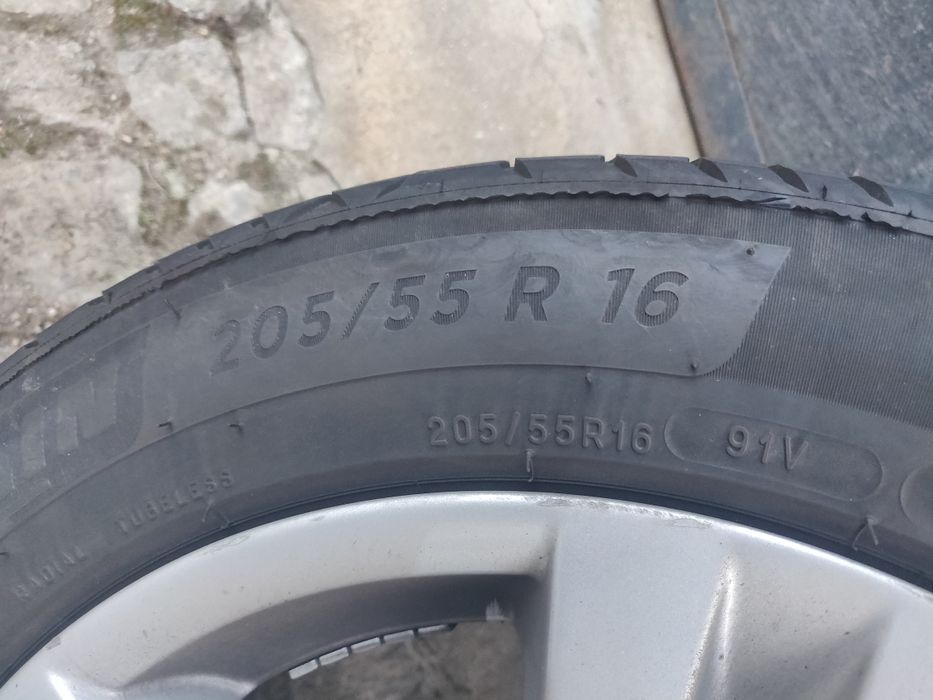 205/55 R 16
205/55R16 91V
RADIAL TUBELESS